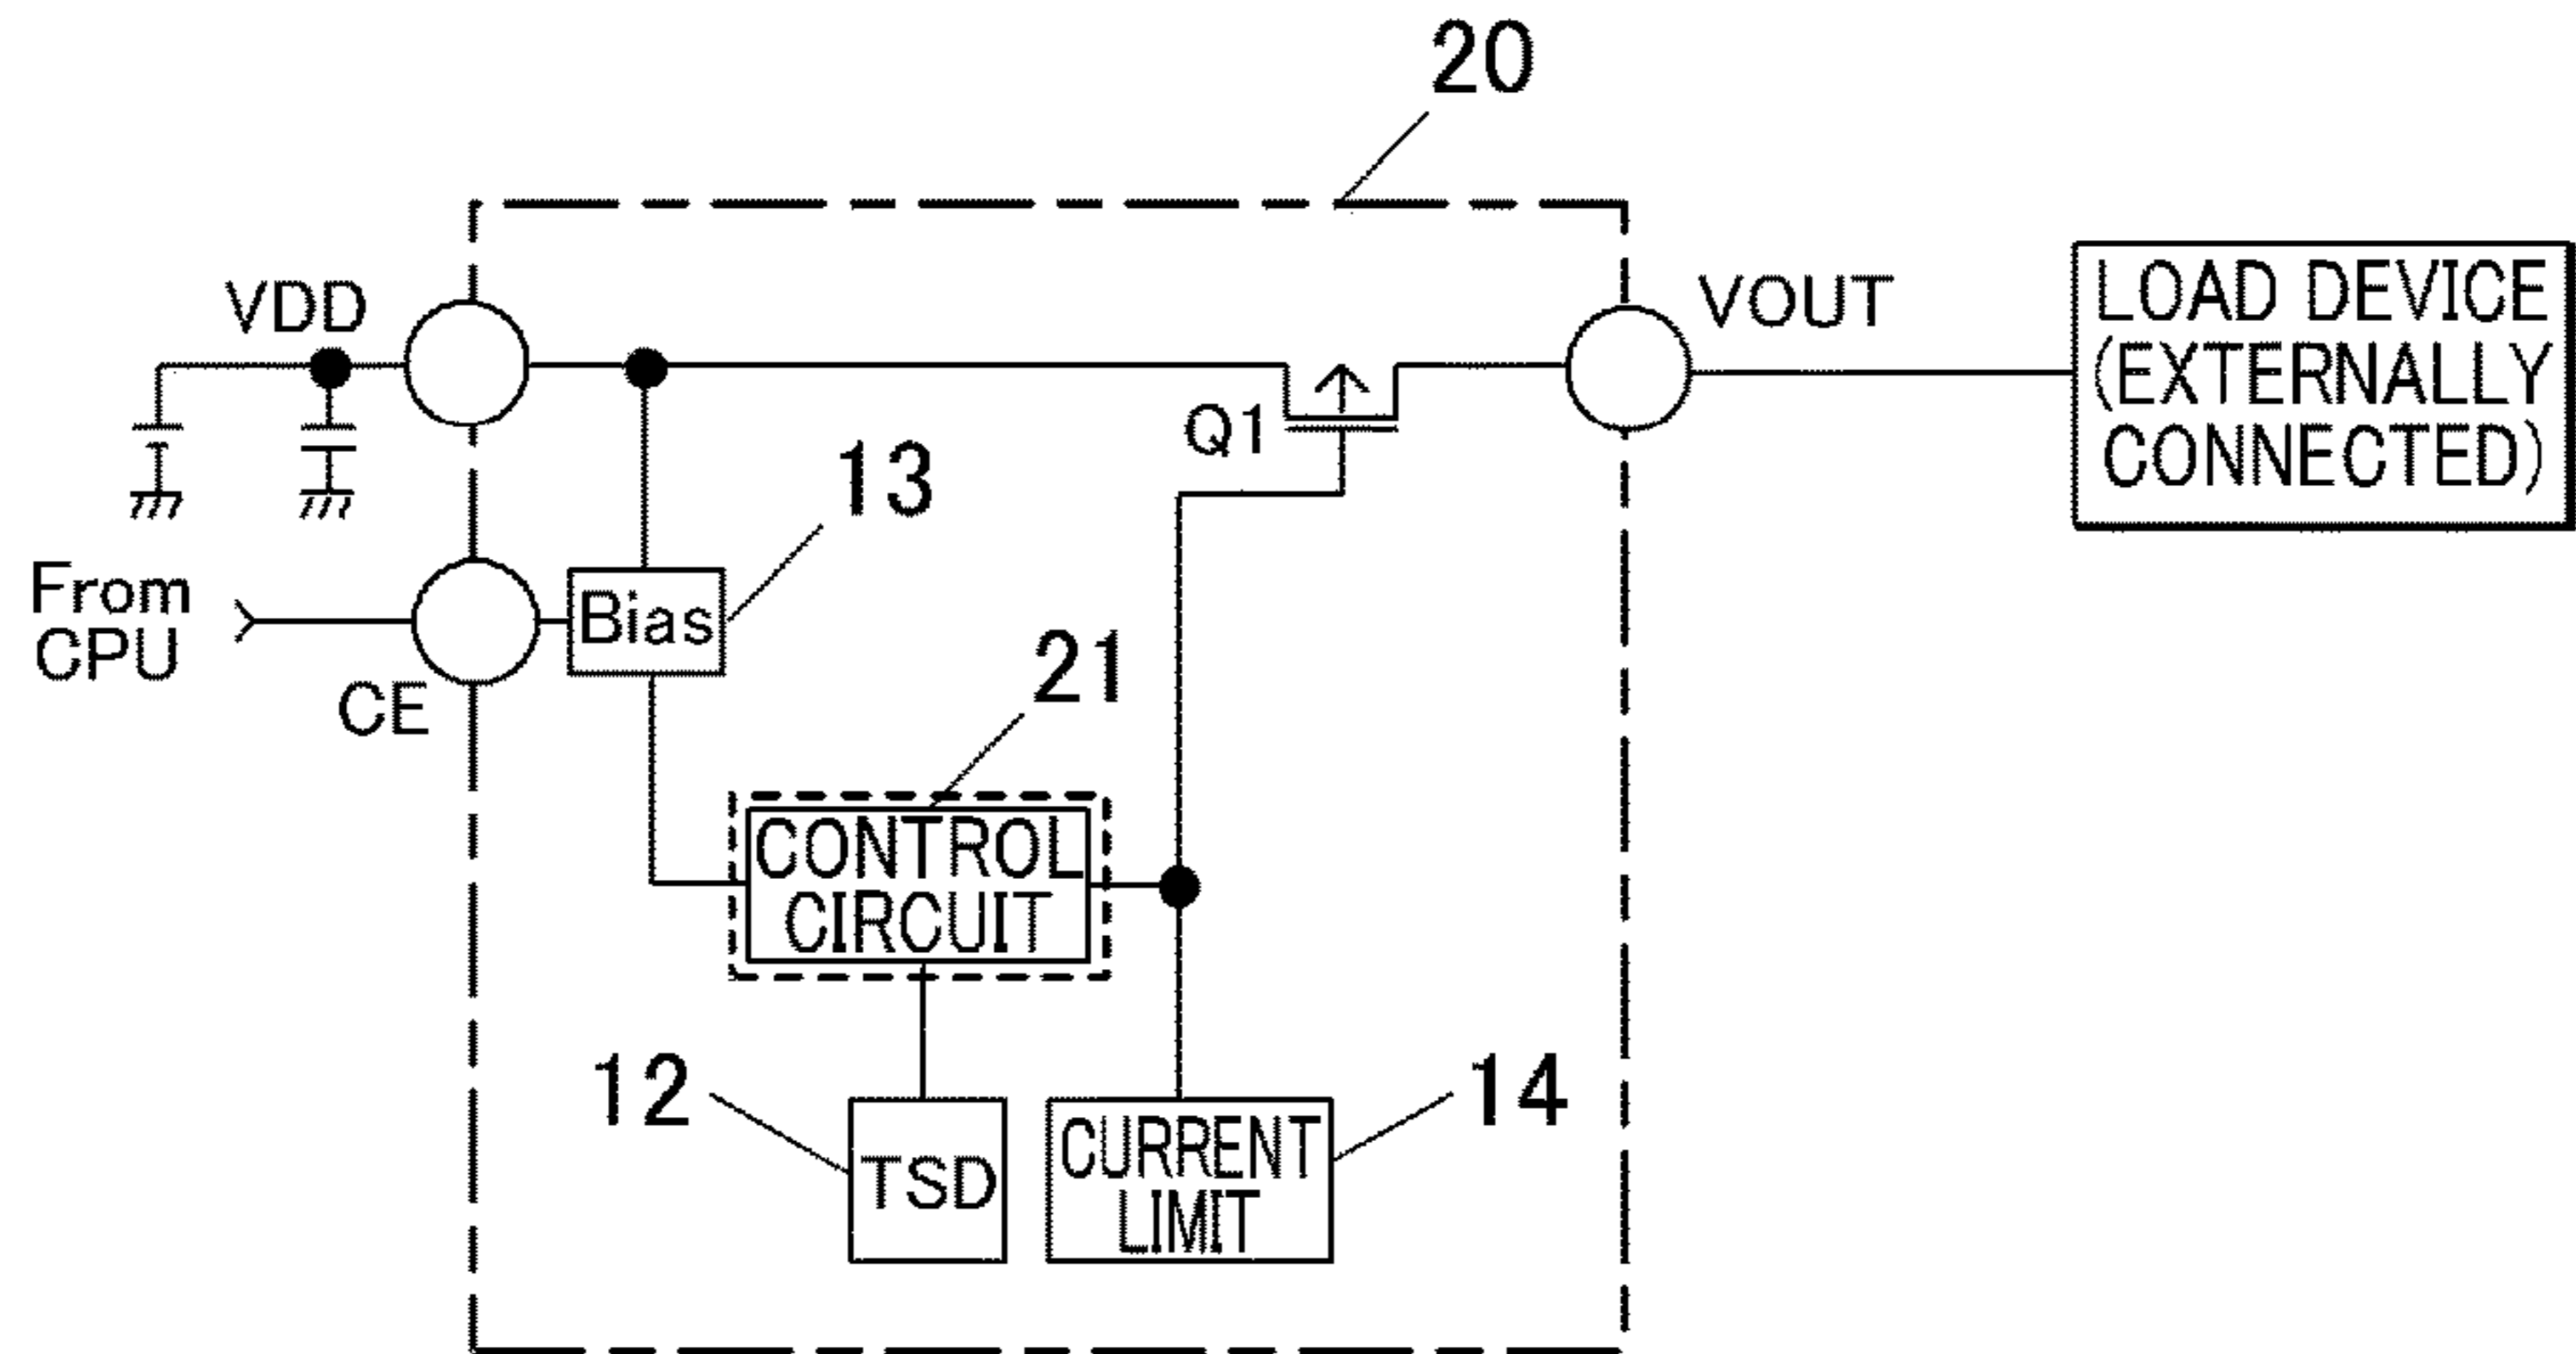 20
VDD
VOUT
LOAD DEVICE
(EXTERNALLY
CONNECTED)
Q1
13
From
CPU
Bias
CE
21
CONTROL
CIRCUIT
12
14
TSD
CURRENT
LIMIT